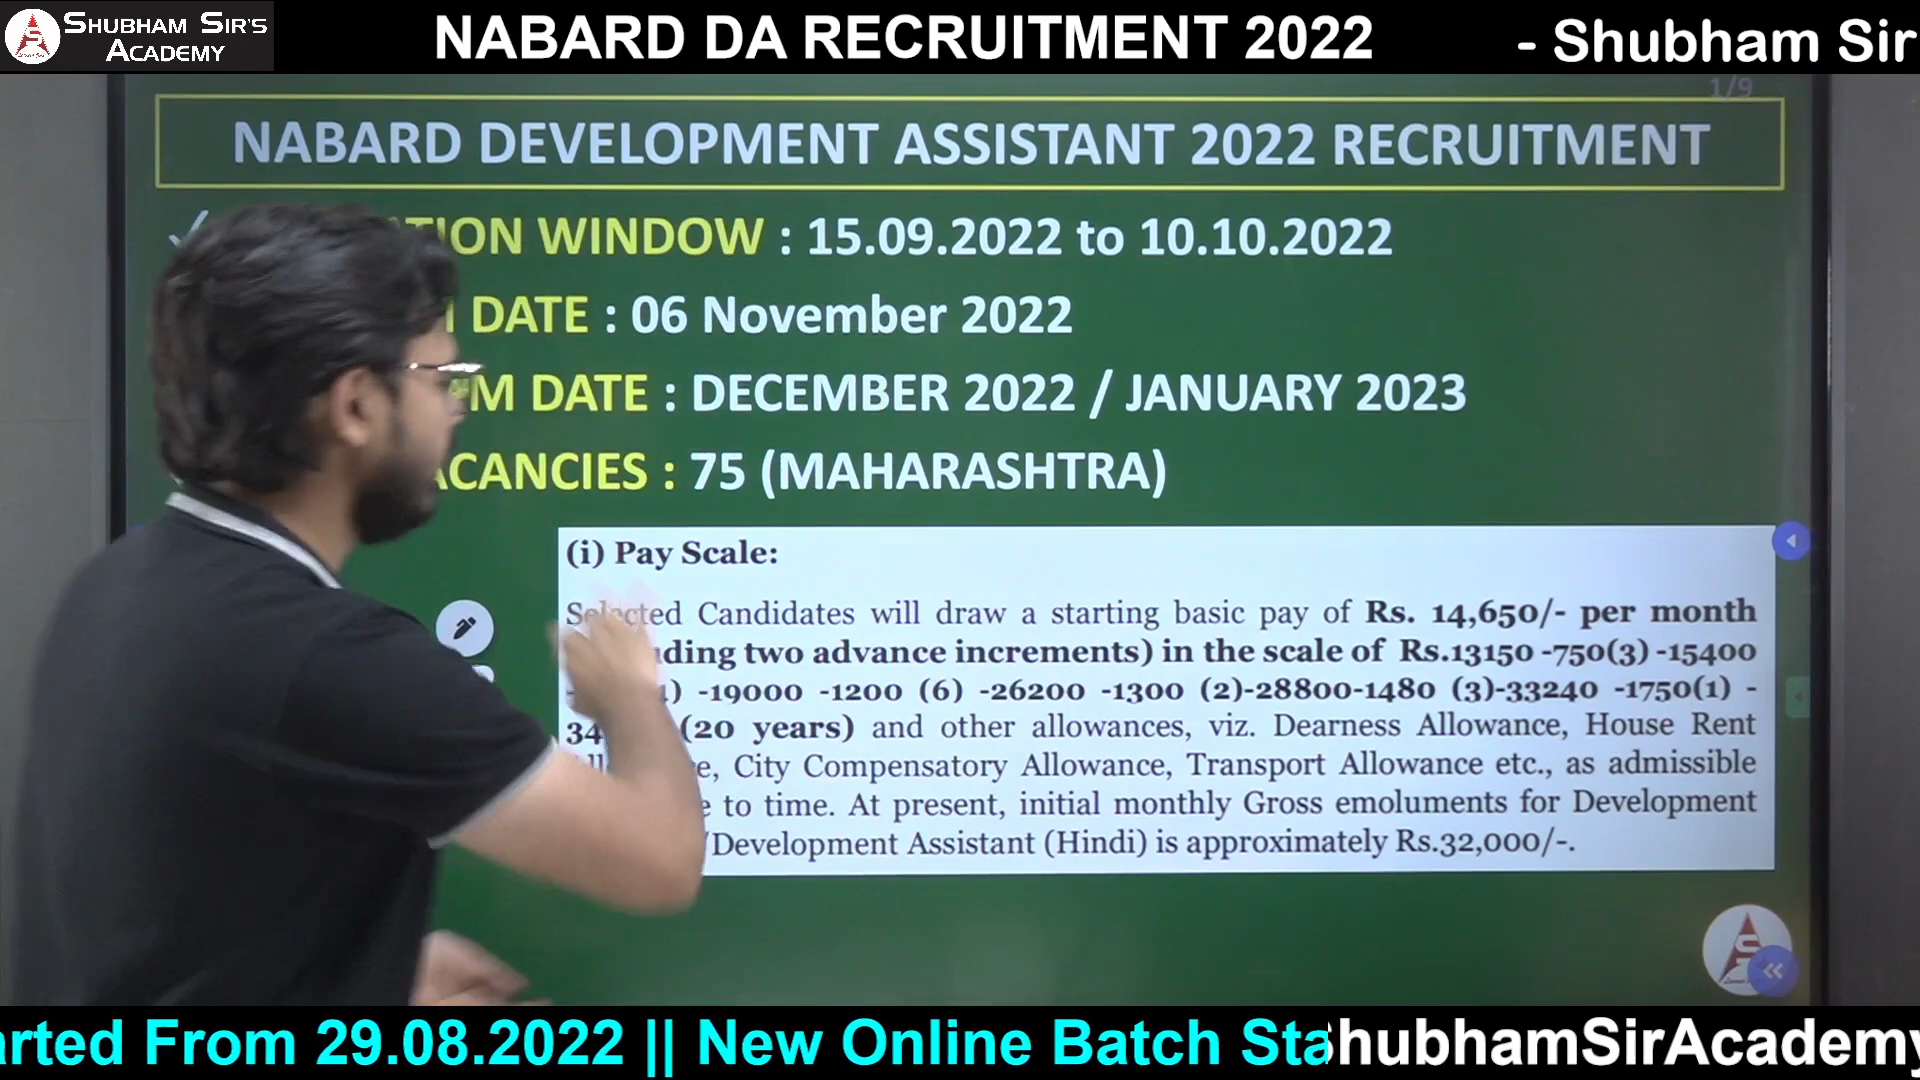 SHUBHAM SIR'S
ACADEMY
NABARD DA RECRUITMENT 2022
- Shubham Sir
1/9
NABARD DEVELOPMENT ASSISTANT 2022 RECRUITMENT
WINDOW : 15.09.2022 to 10.10.2022
DATE : 06 November 2022
DATE : DECEMBER 2022 / JANUARY 2023
: 75 (MAHARASHTRA)
(i) Pay Scale:
Selected Candidates will draw a starting basic pay of Rs. 14,650/- per month
two advance increments) in the scale of Rs.13150 -750(3) -15400
-19000 -1200 (6) -26200 -1300 (2)-28800-1480 (3)-33240 -1750(1) -
(20 years) and other allowances, viz. Dearness Allowance, House Rent
City Compensatory Allowance, Transport Allowance etc., as admissible
to time. At present, initial monthly Gross emoluments for Development
/Development Assistant (Hindi) is approximately Rs.32,000/-.
arted From 29.08.2022 || New Online Batch Sta
hubhamSirAcademy